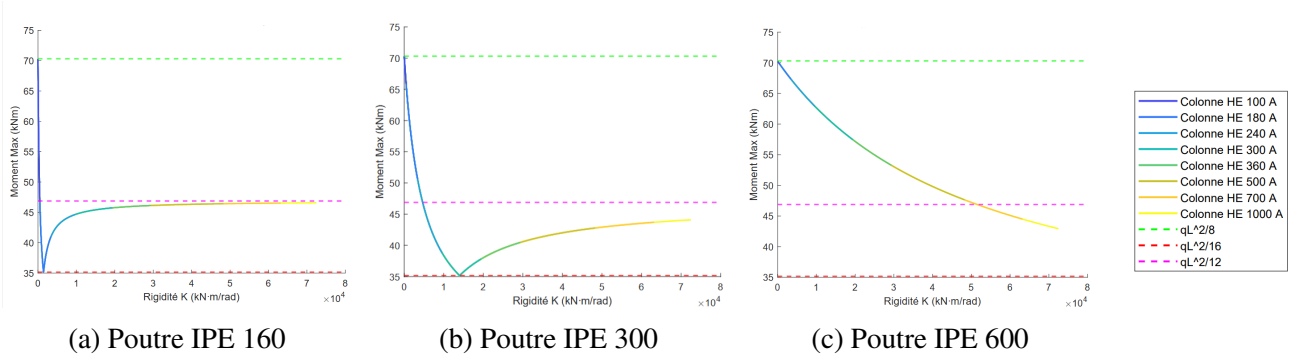 75
70
65
60
55
50
45
40
35
Moment Max (kNm)
0
1
2
3
4
5
6
7
8
×10⁴
Rigidité K (kN·m/rad)
(a) Poutre IPE 160
75
70
65
60
55
50
45
40
35
Moment Max (kNm)
0
1
2
3
4
5
6
7
8
×10⁴
Rigidité K (kN·m/rad)
(b) Poutre IPE 300
75
70
65
60
55
50
45
40
35
Moment Max (kNm)
0
1
2
3
4
5
6
7
8
×10⁴
Rigidité K (kN·m/rad)
(c) Poutre IPE 600
Colonne HE 100 A
Colonne HE 180 A
Colonne HE 240 A
Colonne HE 300 A
Colonne HE 360 A
Colonne HE 500 A
Colonne HE 700 A
Colonne HE 1000 A
qL^2/8
qL^2/16
qL^2/12